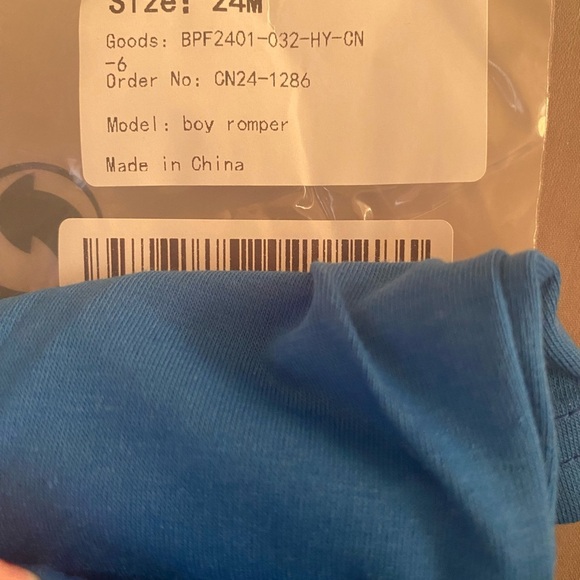 Size: 24M
Goods: BPF2401-032-HY-CN
-6
Order No: CN24-1286
Model: boy romper
Made in China